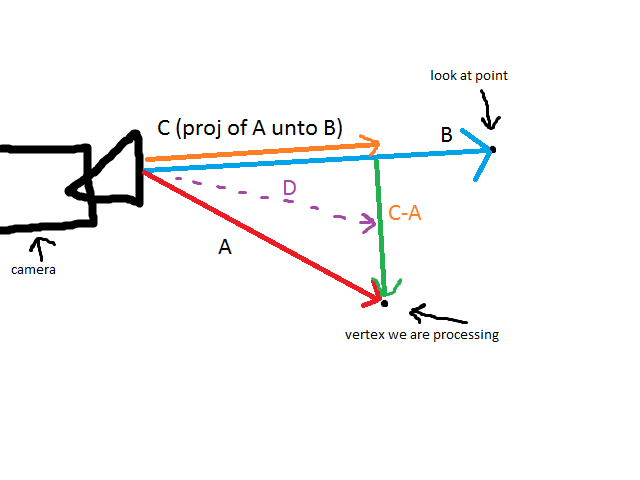 look at point
C (proj of A unto B)
B
D
C-A
A
camera
vertex we are processing